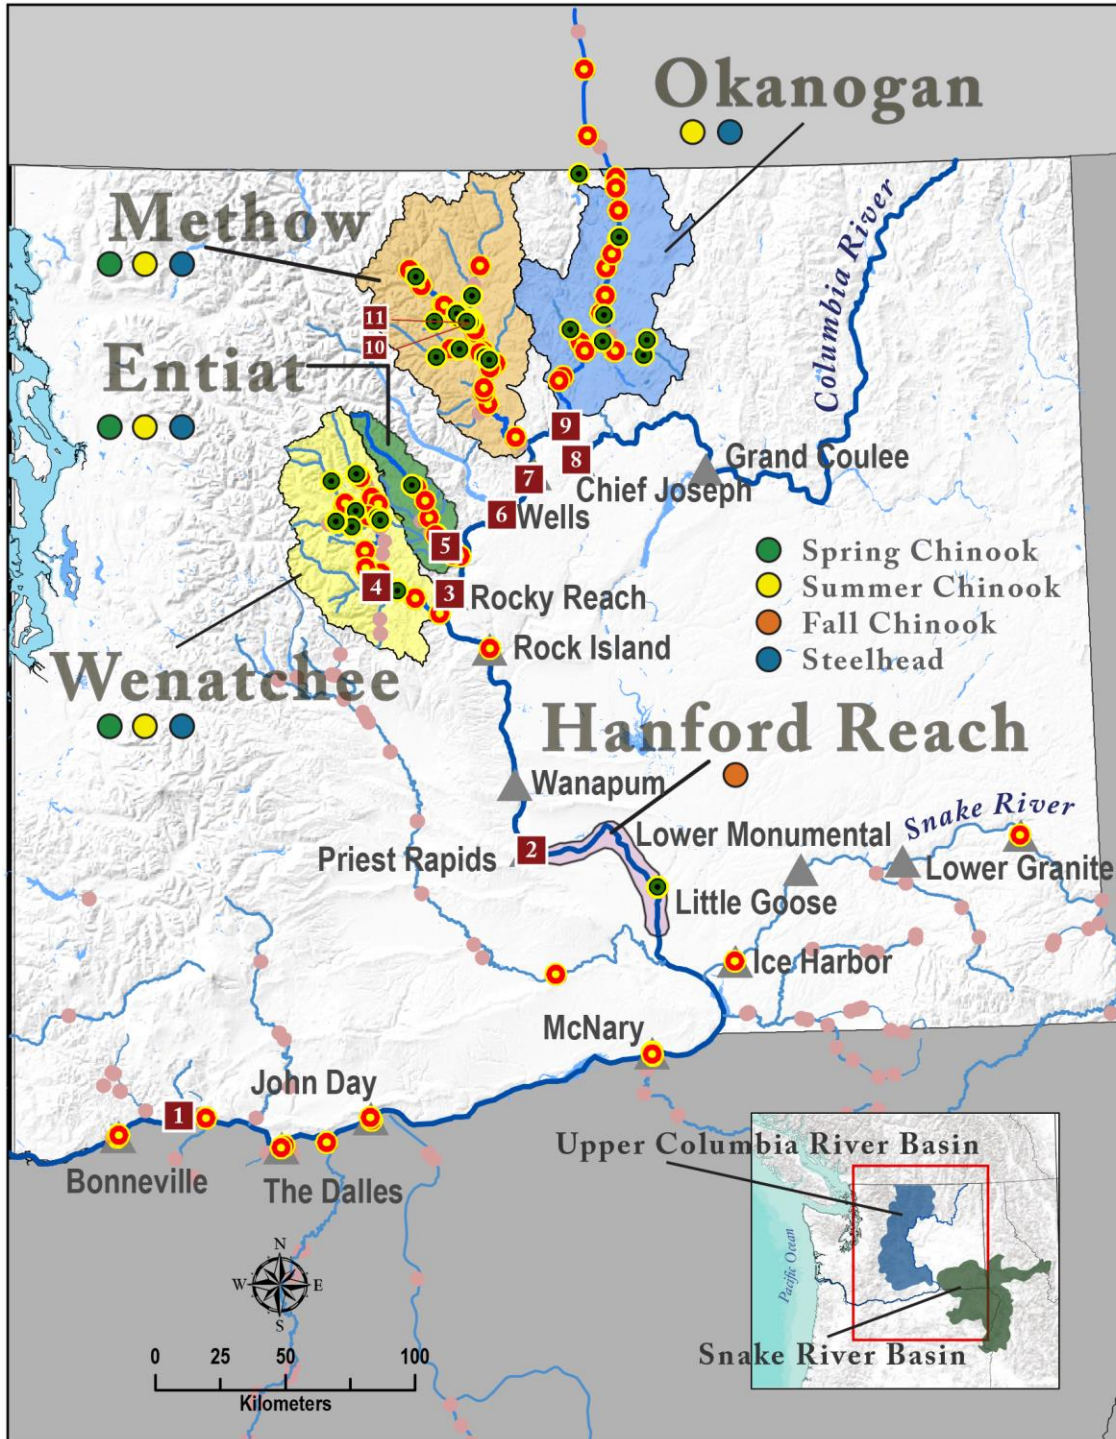 Okanogan
Methow
Columbia River
11
10
Entiat
9
8
Grand Coulee
7
Chief Joseph
6
Wells
5
Spring Chinook
4
3
Rocky Reach
Summer Chinook
Fall Chinook
Rock Island
Steelhead
Wenatchee
Hanford Reach
Wanapum
Snake River
2
Lower Monumental
Priest Rapids
Lower Granite
Little Goose
Ice Harbor
McNary
John Day
1
Bonneville
The Dalles
Upper Columbia River Basin
Pacific Ocean
Snake River Basin
N
W
E
S
0 25 50 100
Kilometers